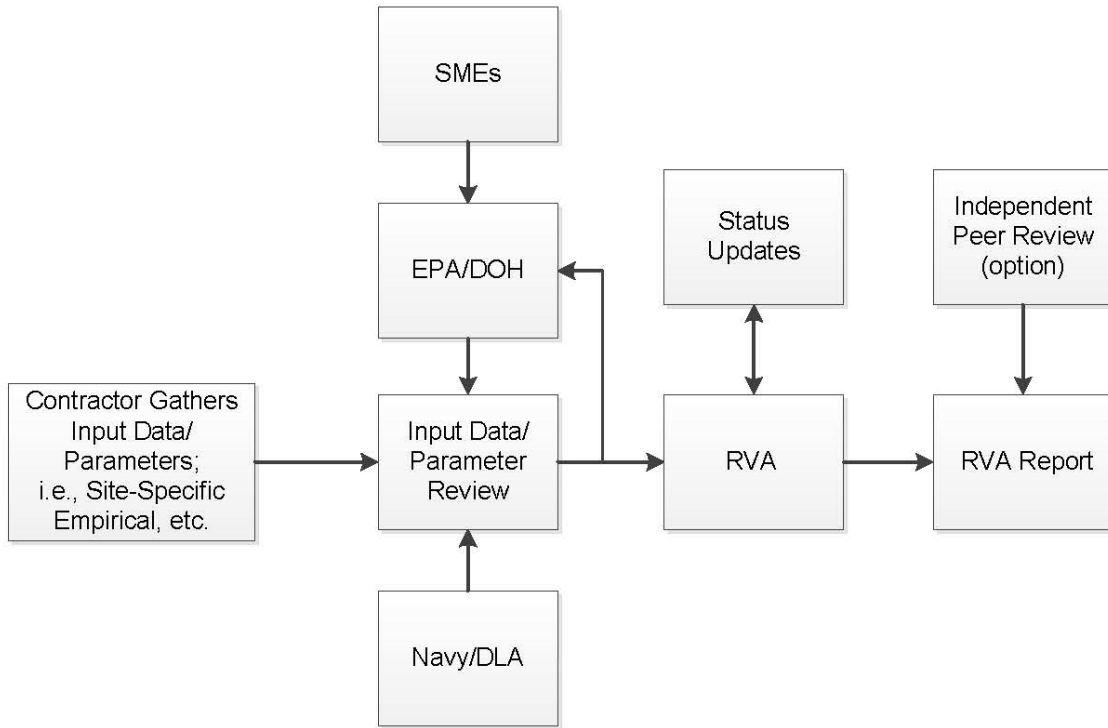 SMEs
EPA/DOH
Status
Updates
Independent
Peer Review
(option)
Contractor Gathers
Input Data/
Parameters;
i.e., Site-Specific
Empirical, etc.
Input Data/
Parameter
Review
RVA
RVA Report
Navy/DLA